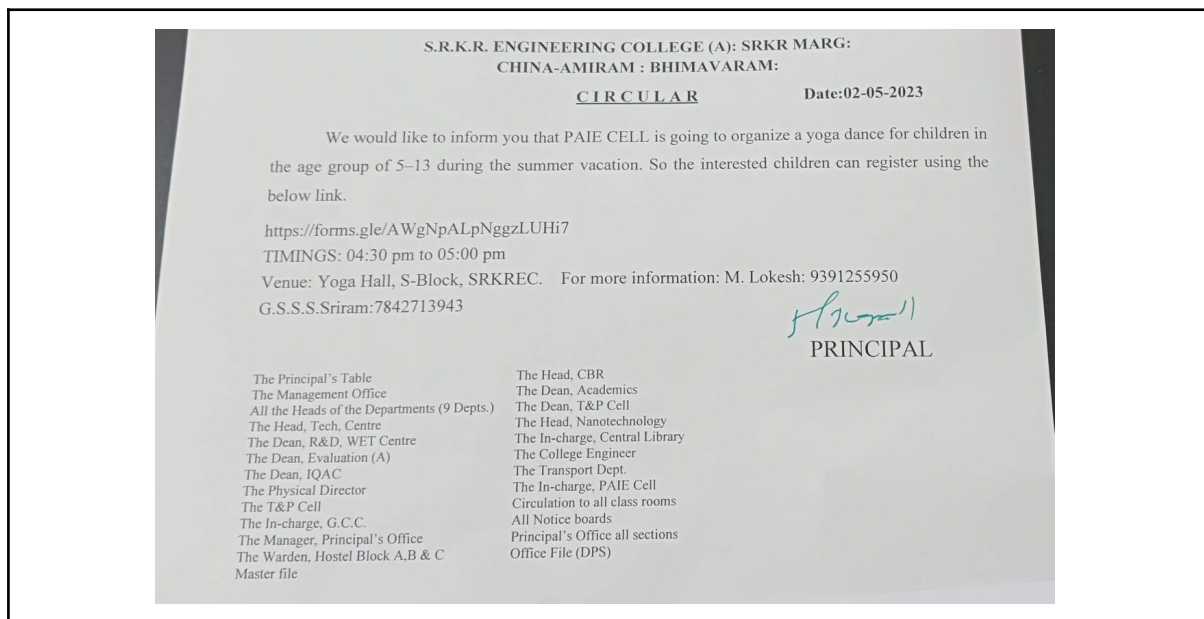 S.R.K.R. ENGINEERING COLLEGE (A): SRKR MARG:
CHINA-AMIRAM : BHIMAVARAM:
CIRCULAR
Date:02-05-2023
We would like to inform you that PAIE CELL is going to organize a yoga dance for children in
the age group of 5–13 during the summer vacation. So the interested children can register using the
below link.
https://forms.gle/AWgNpALpNggzLUHi7
TIMINGS: 04:30 pm to 05:00 pm
Venue: Yoga Hall, S-Block, SRKREC. For more information: M. Lokesh: 9391255950
G.S.S.S.Sriram:7842713943
PRINCIPAL
The Principal's Table
The Management Office
All the Heads of the Departments (9 Depts.)
The Head, Tech, Centre
The Dean, R&D, WET Centre
The Dean, Evaluation (A)
The Dean, IQAC
The Physical Director
The T&P Cell
The In-charge, G.C.C.
The Manager, Principal's Office
The Warden, Hostel Block A,B & C
Master file
The Head, CBR
The Dean, Academics
The Dean, T&P Cell
The Head, Nanotechnology
The In-charge, Central Library
The College Engineer
The Transport Dept.
The In-charge, PAIE Cell
Circulation to all class rooms
All Notice boards
Principal's Office all sections
Office File (DPS)